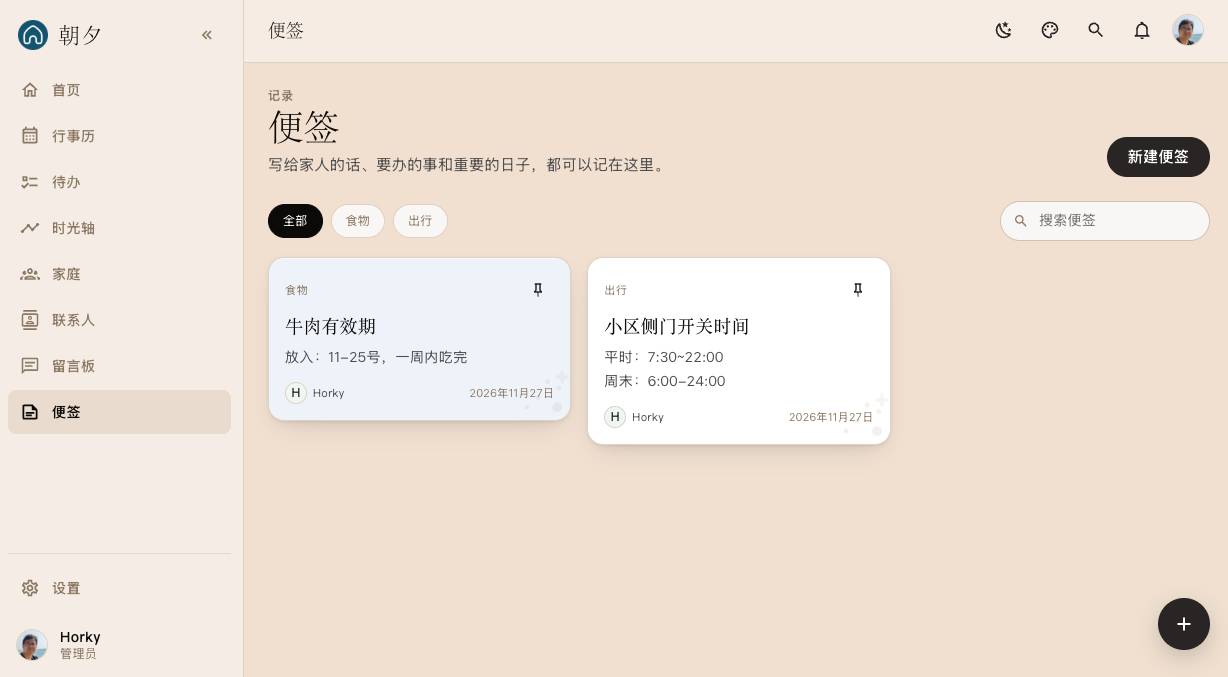 朝夕
首页
行事历
待办
时光轴
家庭
联系人
留言板
便签
设置
Horky
管理员
便签
记录
便签
写给家人的话、要办的事和重要的日子，都可以记在这里。
新建便签
全部
食物
出行
搜索便签
食物
牛肉有效期
放入：11–25号，一周内吃完
H Horky
2026年11月27日
出行
小区侧门开关时间
平时：7:30~22:00
周末：6:00–24:00
H Horky
2026年11月27日